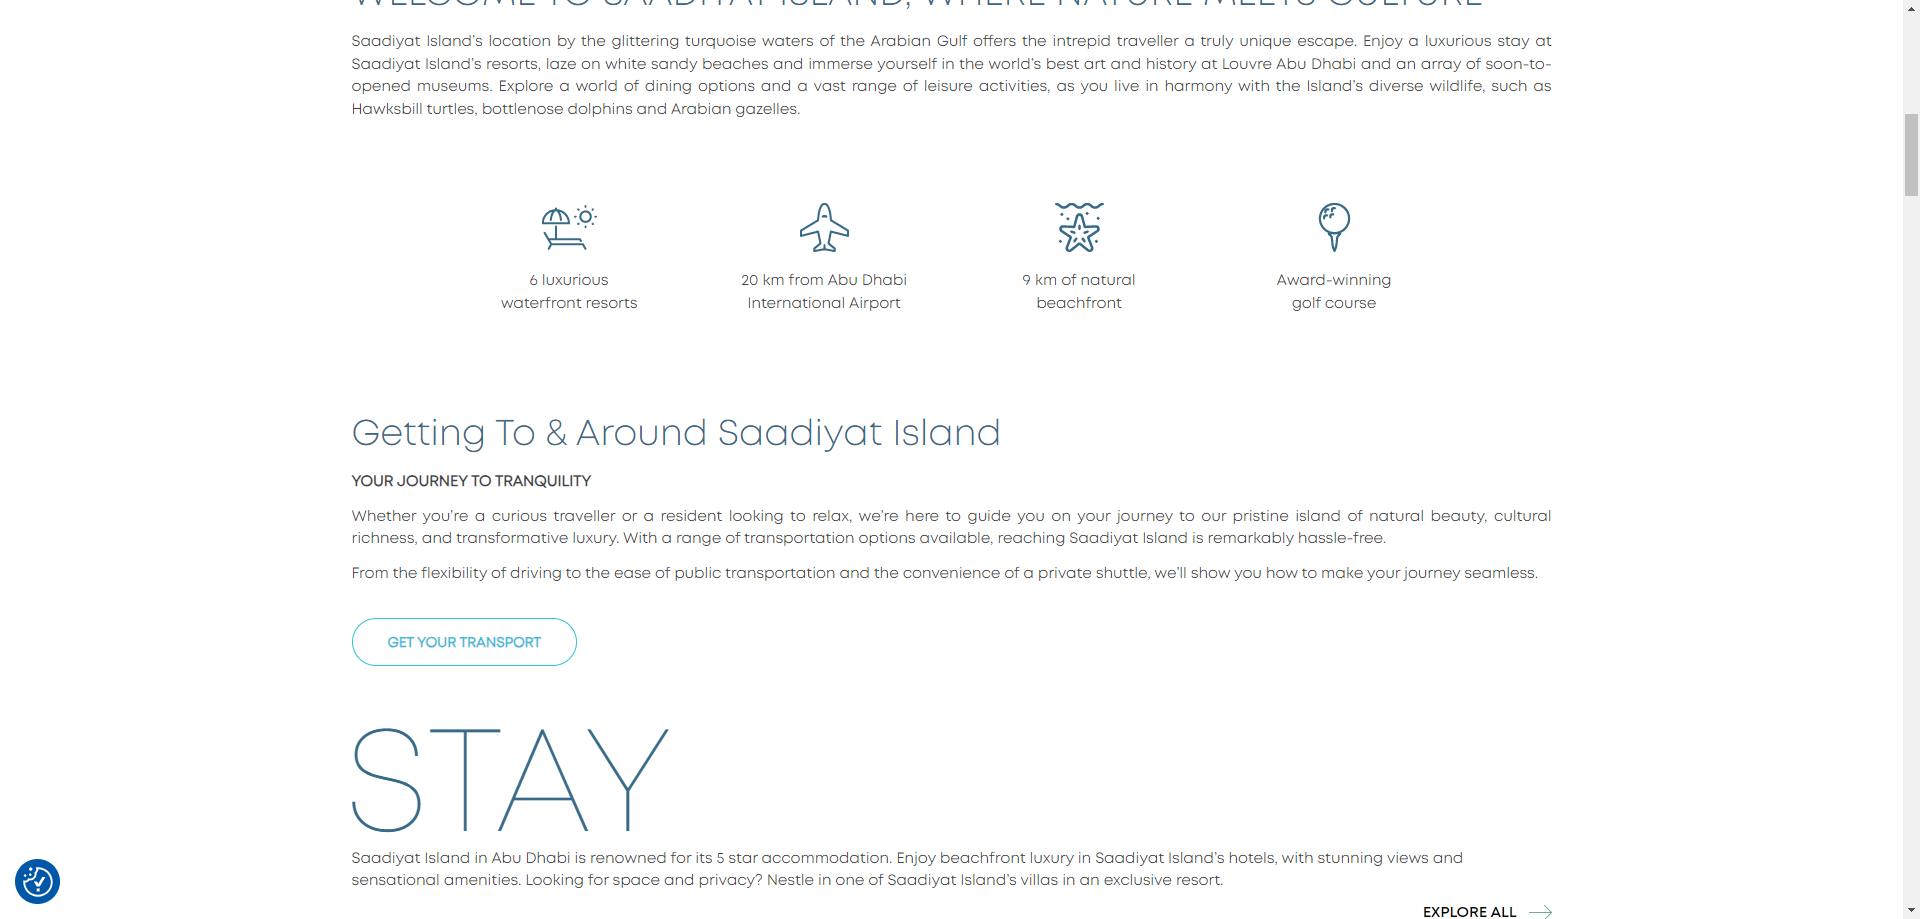 WELCOME TO SAADIYAT ISLAND, WHERE NATURE MEETS CULTURE
Saadiyat Island's location by the glittering turquoise waters of the Arabian Gulf offers the intrepid traveller a truly unique escape. Enjoy a luxurious stay at
Saadiyat Island's resorts, laze on white sandy beaches and immerse yourself in the world's best art and history at Louvre Abu Dhabi and an array of soon-to-
opened museums. Explore a world of dining options and a vast range of leisure activities, as you live in harmony with the Island's diverse wildlife, such as
Hawksbill turtles, bottlenose dolphins and Arabian gazelles.
6 luxurious
waterfront resorts
20 km from Abu Dhabi
International Airport
9 km of natural
beachfront
Award-winning
golf course
Getting To & Around Saadiyat Island
YOUR JOURNEY TO TRANQUILITY
Whether you're a curious traveller or a resident looking to relax, we're here to guide you on your journey to our pristine island of natural beauty, cultural
richness, and transformative luxury. With a range of transportation options available, reaching Saadiyat Island is remarkably hassle-free.
From the flexibility of driving to the ease of public transportation and the convenience of a private shuttle, we'll show you how to make your journey seamless.
GET YOUR TRANSPORT
STAY
Saadiyat Island in Abu Dhabi is renowned for its 5 star accommodation. Enjoy beachfront luxury in Saadiyat Island's hotels, with stunning views and
sensational amenities. Looking for space and privacy? Nestle in one of Saadiyat Island's villas in an exclusive resort.
EXPLORE ALL